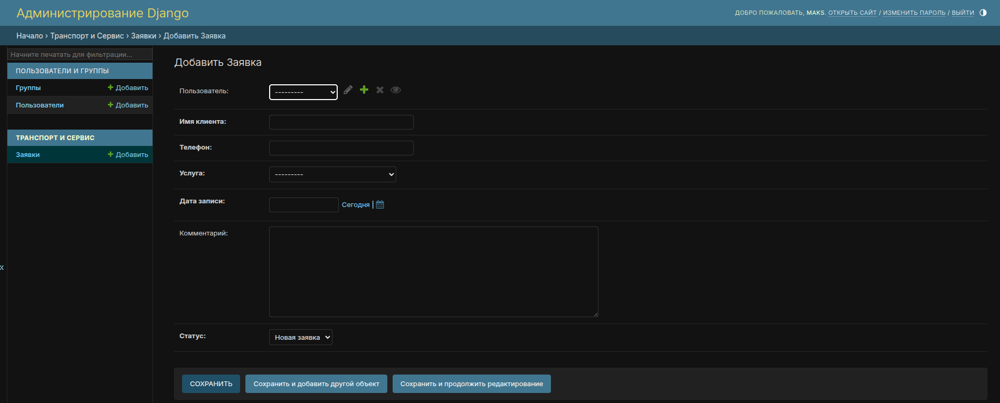 Администрирование Django
ДОБРО ПОЖАЛОВАТЬ, MAKS. ОТКРЫТЬ САЙТ / ИЗМЕНИТЬ ПАРОЛЬ / ВЫЙТИ
Начало › Транспорт и Сервис › Заявки › Добавить Заявка
Начните печатать для фильтрации...
ПОЛЬЗОВАТЕЛИ И ГРУППЫ
Группы
Добавить
Пользователи
Добавить
ТРАНСПОРТ И СЕРВИС
Заявки
Добавить
«
Добавить Заявка
Пользователь:
---------
Имя клиента:
Телефон:
Услуга:
---------
Дата записи:
Сегодня |
Комментарий:
Статус:
Новая заявка
СОХРАНИТЬ
Сохранить и добавить другой объект
Сохранить и продолжить редактирование